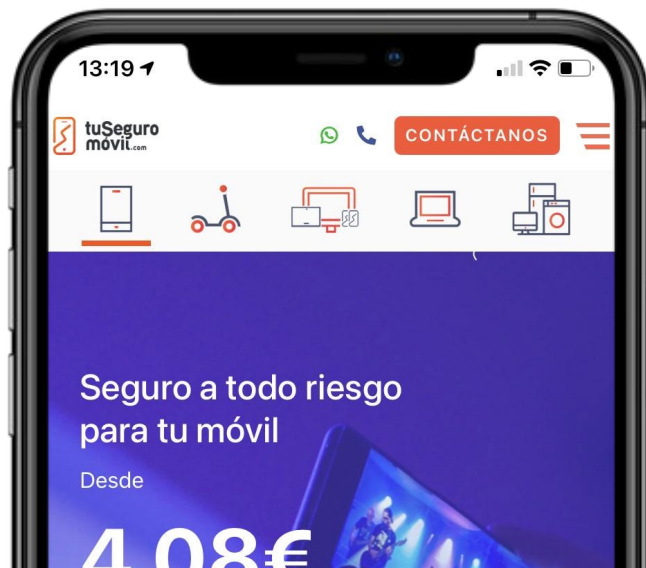 13:19
tuSeguro
móvil.com
CONTÁCTANOS
Seguro a todo riesgo
para tu móvil
Desde
4,08€